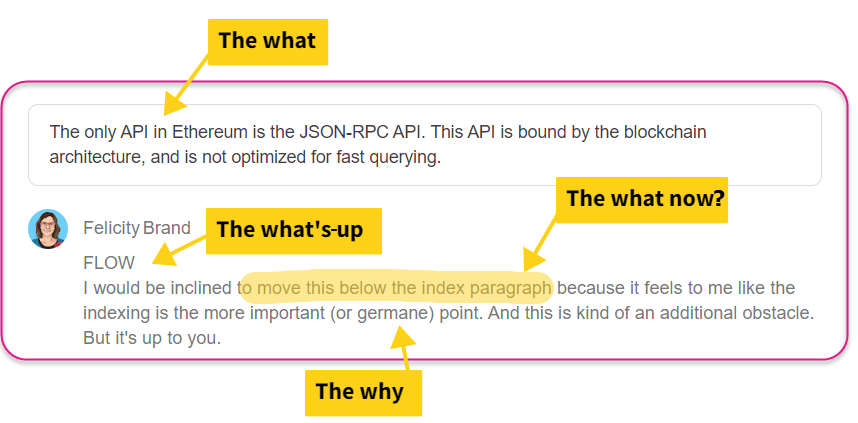 The what
The only API in Ethereum is the JSON-RPC API. This API is bound by the blockchain
architecture, and is not optimized for fast querying.
The what now?
Felicity Brand
The what's-up
FLOW
I would be inclined to move this below the index paragraph because it feels to me like the
indexing is the more important (or germane) point. And this is kind of an additional obstacle.
But it's up to you.
The why